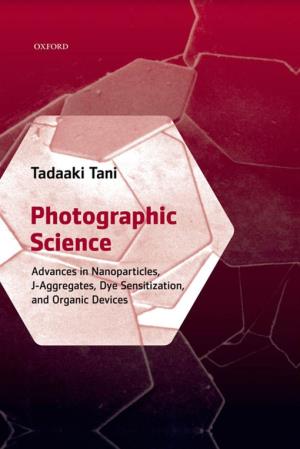 OXFORD
Tadaaki Tani
Photographic
Science
Advances in Nanoparticles,
J-Aggregates, Dye Sensitization,
and Organic Devices